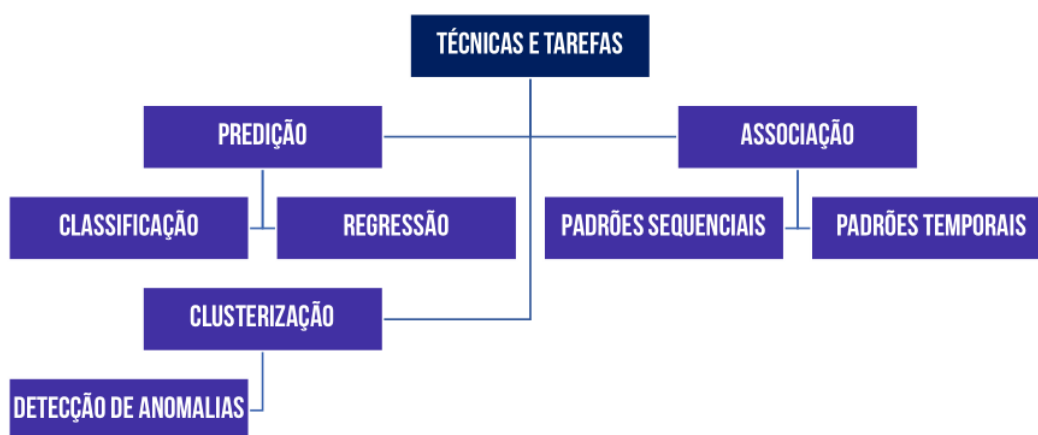 TÉCNICAS E TAREFAS
PREDIÇÃO
ASSOCIAÇÃO
CLASSIFICAÇÃO
REGRESSÃO
PADRÕES SEQUENCIAIS
PADRÕES TEMPORAIS
CLUSTERIZAÇÃO
DETECÇÃO DE ANOMALIAS